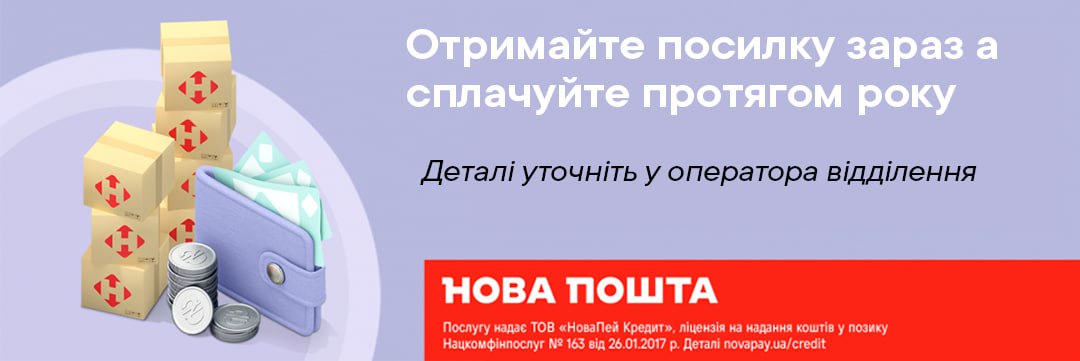 Отримайте посилку зараз а
сплачуйте протягом року
Деталі уточніть у оператора відділення
НОВА ПОШТА
Послугу надає ТОВ «НоваПей Кредит», ліцензія на надання коштів у позику
Нацкомфінпослуг № 163 від 26.01.2017 р. Деталі novapay.ua/credit